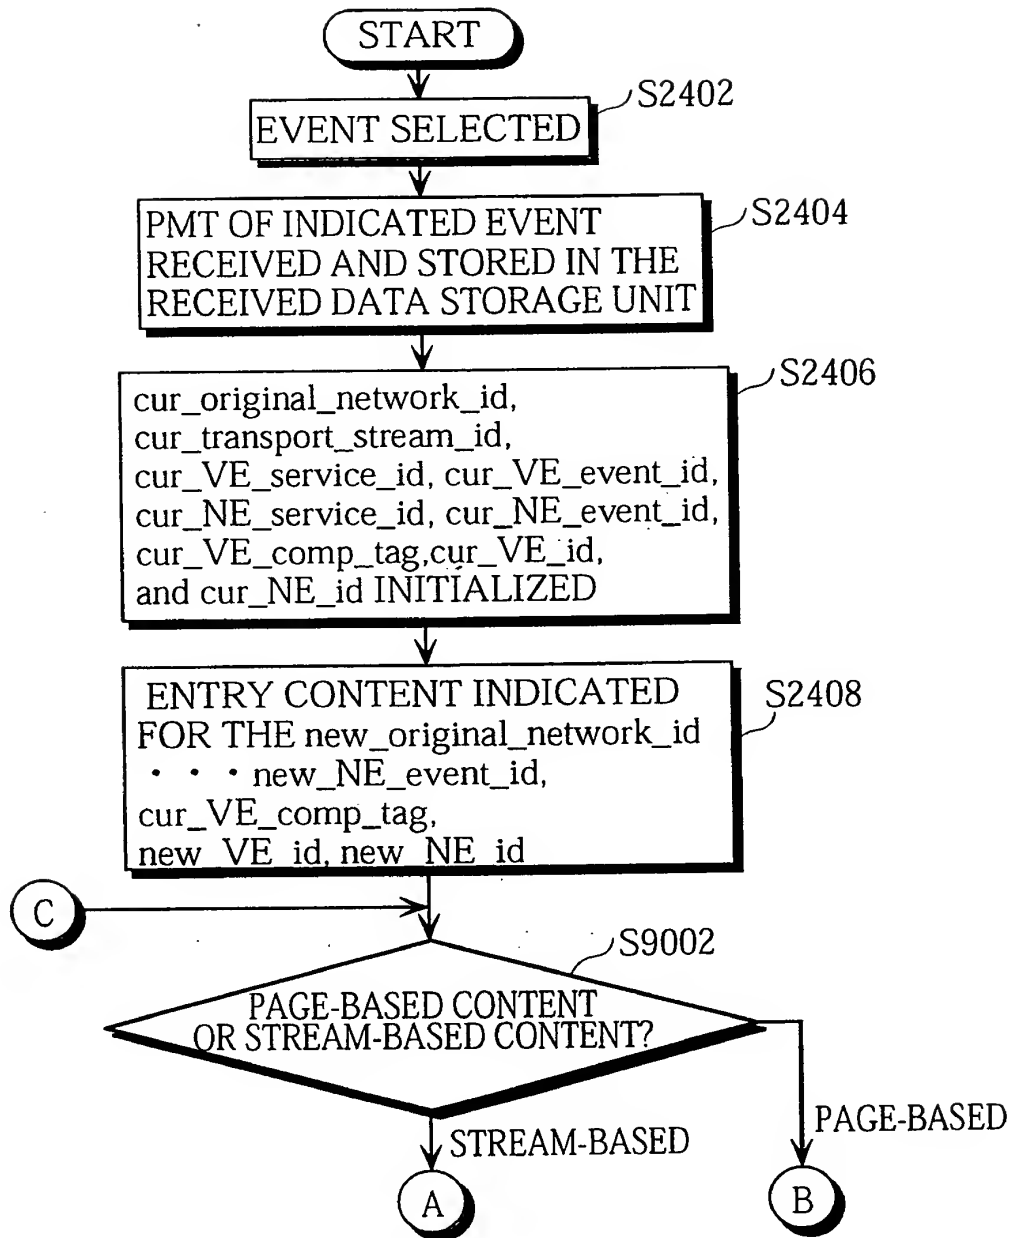 START
S2402
EVENT SELECTED
S2404
PMT OF INDICATED EVENT
RECEIVED AND STORED IN THE
RECEIVED DATA STORAGE UNIT
S2406
cur_original_network_id,
cur_transport_stream_id,
cur_VE_service_id, cur_VE_event_id,
cur_NE_service_id, cur_NE_event_id,
cur_VE_comp_tag,cur_VE_id,
and cur_NE_id INITIALIZED
S2408
ENTRY CONTENT INDICATED
FOR THE new_original_network_id
· · · new_NE_event_id,
cur_VE_comp_tag,
new_VE_id, new_NE_id
C
S9002
PAGE-BASED CONTENT
OR STREAM-BASED CONTENT?
STREAM-BASED
PAGE-BASED
A
B